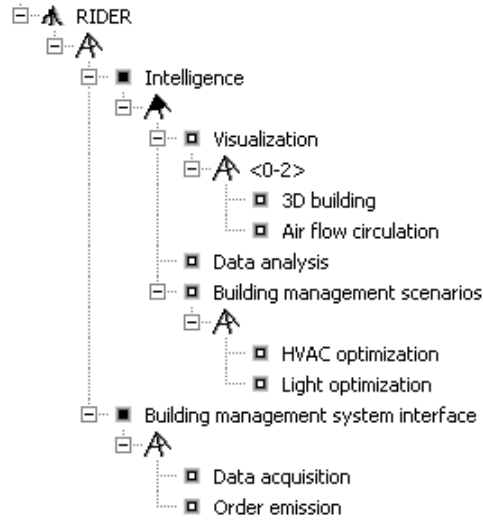 RIDER
Intelligence
Visualization
<0-2>
3D building
Air flow circulation
Data analysis
Building management scenarios
HVAC optimization
Light optimization
Building management system interface
Data acquisition
Order emission